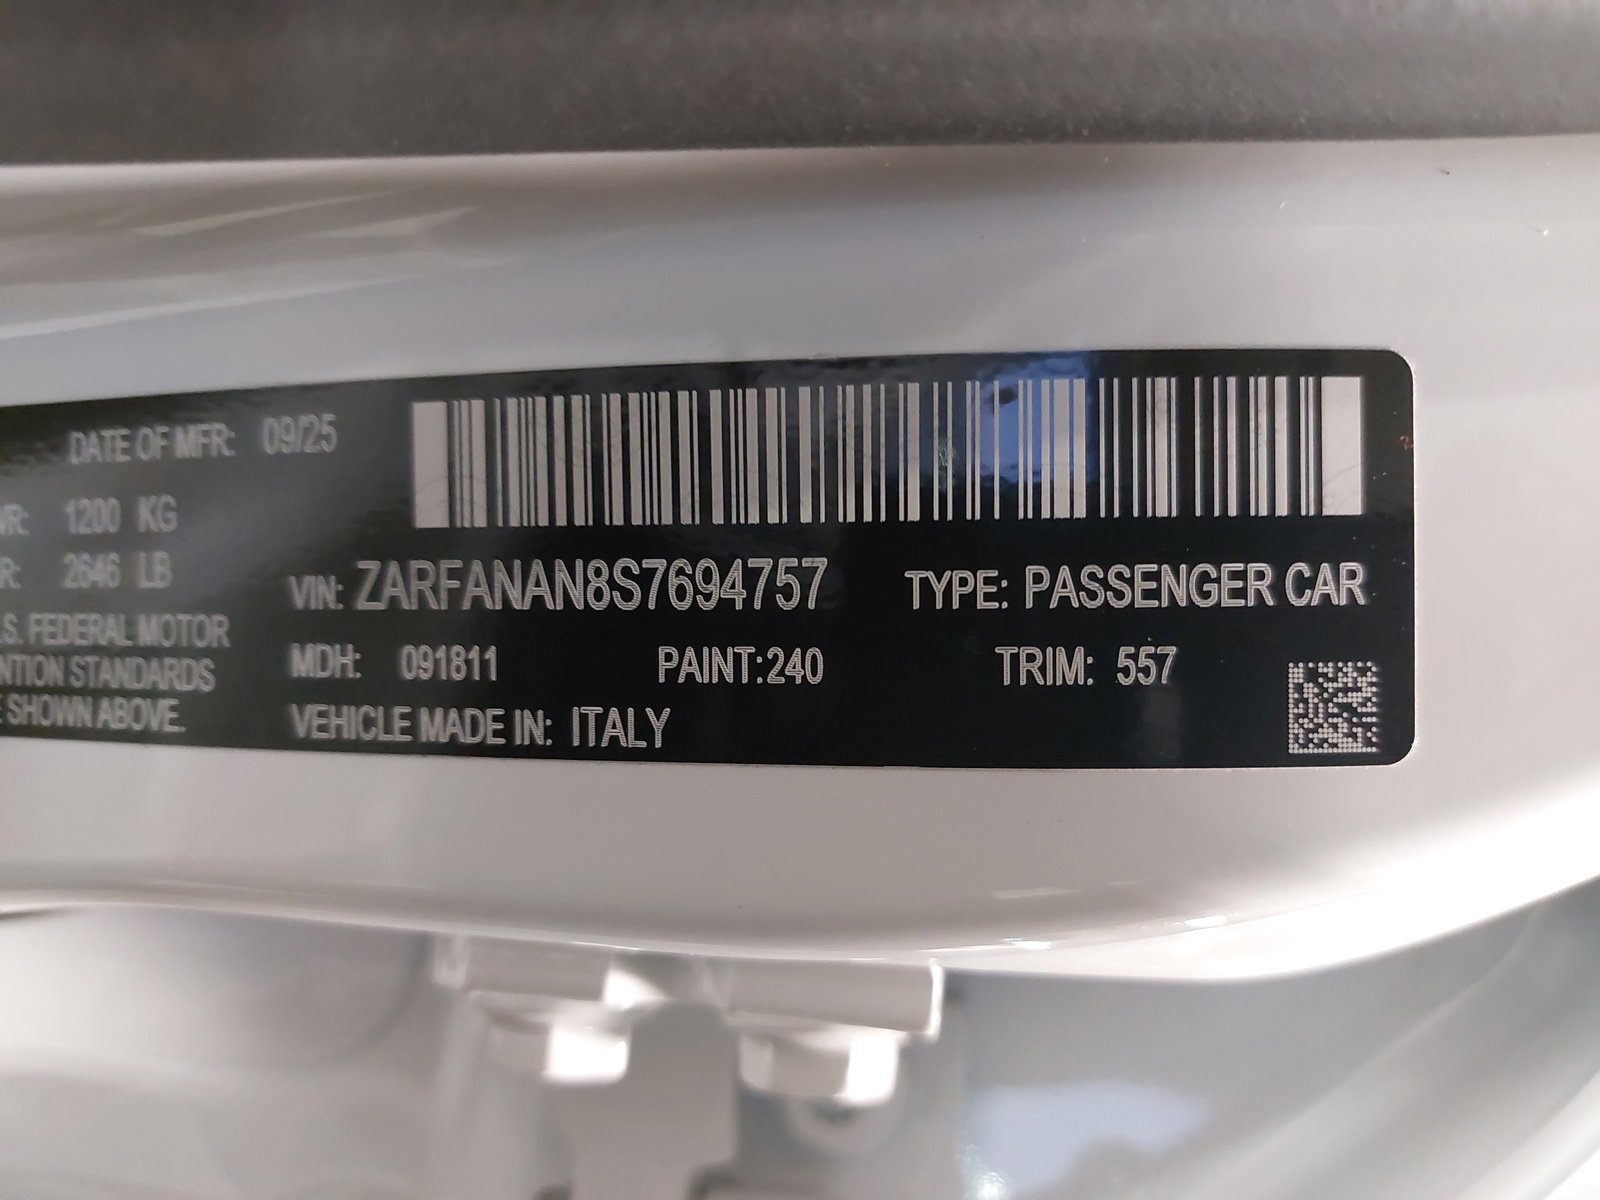 DATE OF MFR: 09/25
WR: 1200 KG
R: 2646 LB
.S. FEDERAL MOTOR
NTION STANDARDS
E SHOWN ABOVE.
VIN: ZARFANAN8S7694757
TYPE: PASSENGER CAR
MDH: 091811
PAINT:240
TRIM: 557
VEHICLE MADE IN: ITALY